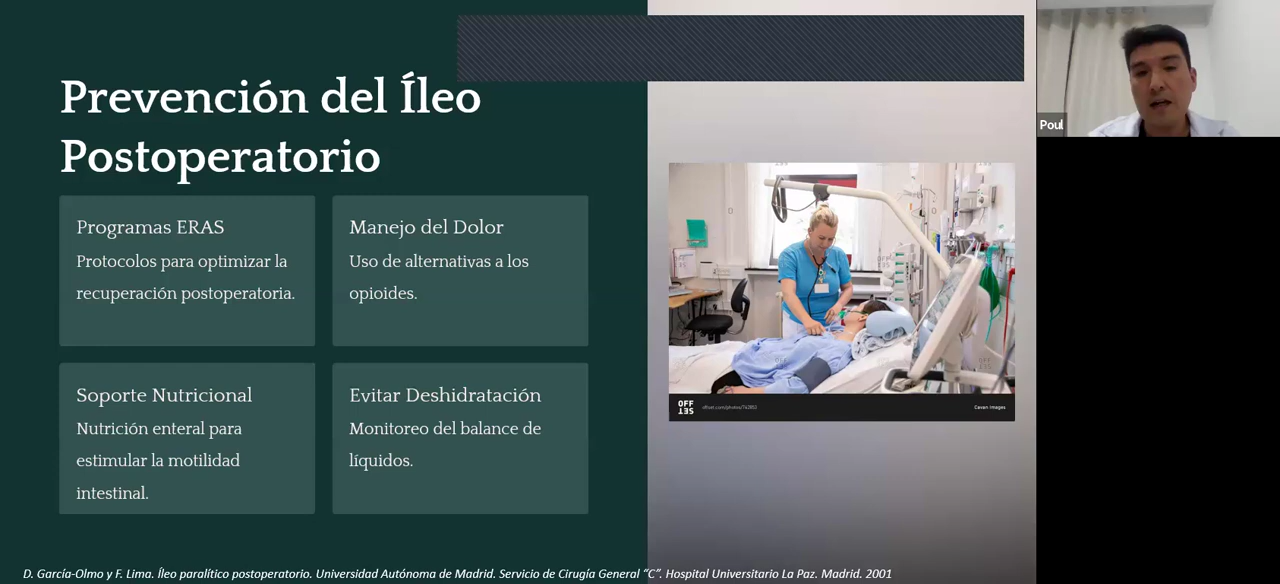 Prevención del Íleo
Postoperatorio
Programas ERAS
Protocolos para optimizar la
recuperación postoperatoria.
Manejo del Dolor
Uso de alternativas a los
opioides.
Soporte Nutricional
Nutrición enteral para
estimular la motilidad
intestinal.
Evitar Deshidratación
Monitoreo del balance de
líquidos.
OFF
SET
Cavan Images
Poul
D. García-Olmo y F. Lima. Íleo paralítico postoperatorio. Universidad Autónoma de Madrid. Servicio de Cirugía General “C”. Hospital Universitario La Paz. Madrid. 2001